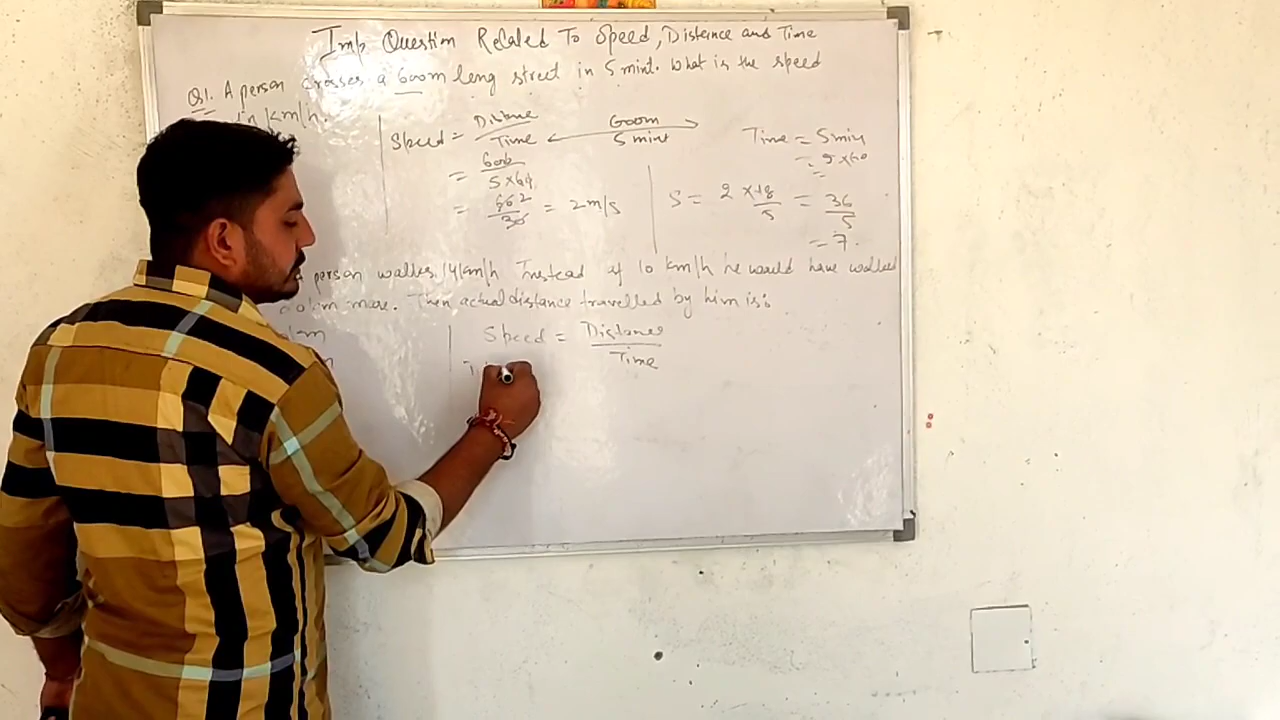 Imp Question Related To Speed, Distance and Time
Q1. A person crosses a 600m long street in 5 mint. What is the speed
in km/h.
Speed = Distance / Time
600m
5 mint
Time = 5 min
= 5×60
= 600 / 5×60
= 2 m/s
S = 2 × 18/5 = 36/5
= 7.
person walks 14km/h Instead of 10 km/h he would have walked
km more. Then actual distance travelled by him is:
km
Speed = Distance / Time